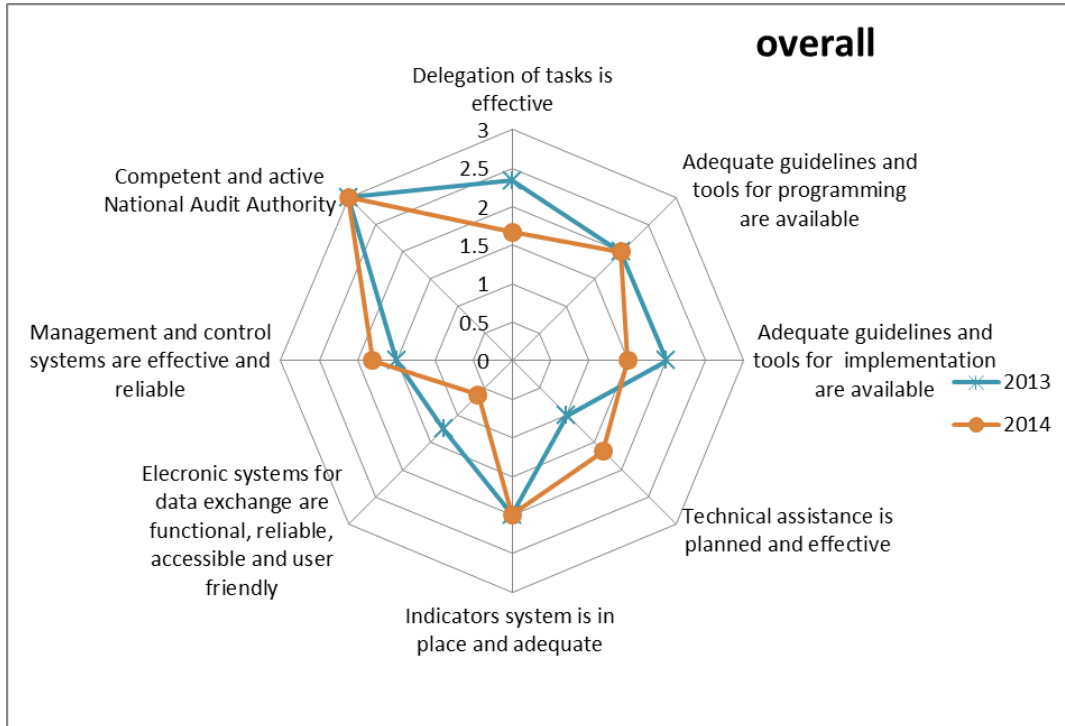 overall
Delegation of tasks is
effective
Adequate guidelines and
tools for programming
are available
Adequate guidelines and
tools for  implementation
are available
Technical assistance is
planned and effective
Indicators system is in
place and adequate
Elecronic systems for
data exchange are
functional, reliable,
accessible and user
friendly
Management and control
systems are effective and
reliable
Competent and active
National Audit Authority
3
2.5
2
1.5
1
0.5
0
2013
2014